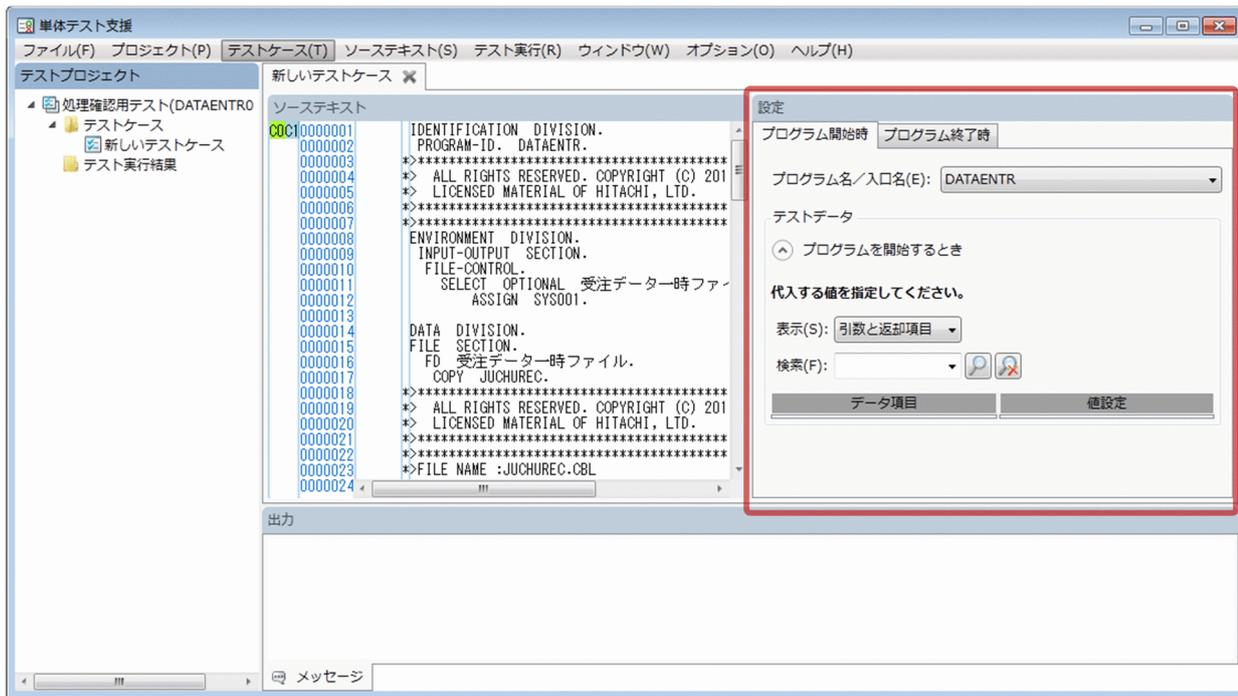 単体テスト支援
ファイル(F) プロジェクト(P) テストケース(T) ソーステキスト(S) テスト実行(R) ウィンドウ(W) オプション(O) ヘルプ(H)
テストプロジェクト
処理確認用テスト(DATAENTR0
テストケース
新しいテストケース
テスト実行結果
新しいテストケース
ソーステキスト
C0C1
0000001 IDENTIFICATION DIVISION.
0000002 PROGRAM-ID. DATAENTR.
0000003 *>*****************************************
0000004 *> ALL RIGHTS RESERVED. COPYRIGHT (C) 201
0000005 *> LICENSED MATERIAL OF HITACHI, LTD.
0000006 *>*****************************************
0000007 *>*****************************************
0000008 ENVIRONMENT DIVISION.
0000009 INPUT-OUTPUT SECTION.
0000010 FILE-CONTROL.
0000011 SELECT OPTIONAL 受注データ一時ファイ
0000012 ASSIGN SYS001.
0000013
0000014 DATA DIVISION.
0000015 FILE SECTION.
0000016 FD 受注データ一時ファイル.
0000017 COPY JUCHUREC.
0000018 *>*****************************************
0000019 *> ALL RIGHTS RESERVED. COPYRIGHT (C) 201
0000020 *> LICENSED MATERIAL OF HITACHI, LTD.
0000021 *>*****************************************
0000022 *>*****************************************
0000023 *>FILE NAME :JUCHUREC.CBL
0000024
設定
プログラム開始時 プログラム終了時
プログラム名／入口名(E): DATAENTR
テストデータ
プログラムを開始するとき
代入する値を指定してください。
表示(S): 引数と返却項目
検索(F):
データ項目 値設定
出力
メッセージ